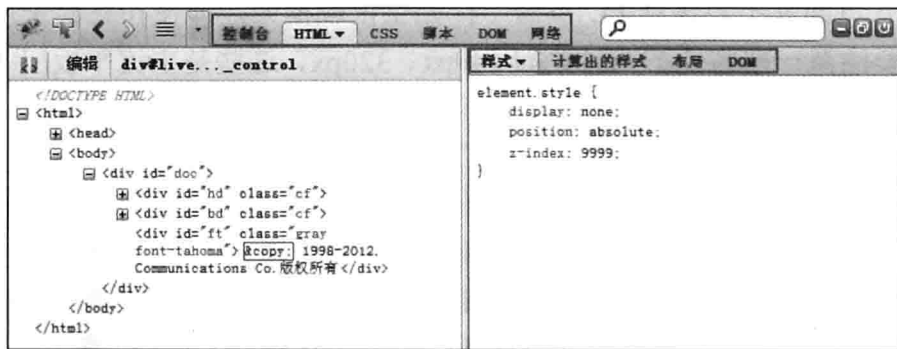 控制台 HTML CSS 脚本 DOM 网络
编辑 div#live..._control
样式 计算出的样式 布局 DOM
<!DOCTYPE HTML>
<html>
<head>
<body>
<div id="doc">
<div id="hd" class="cf">
<div id="bd" class="cf">
<div id="ft" class="gray
font-tahoma"> &copy; 1998-2012.
Communications Co.版权所有</div>
</div>
</body>
</html>
element.style {
display: none;
position: absolute;
z-index: 9999;
}